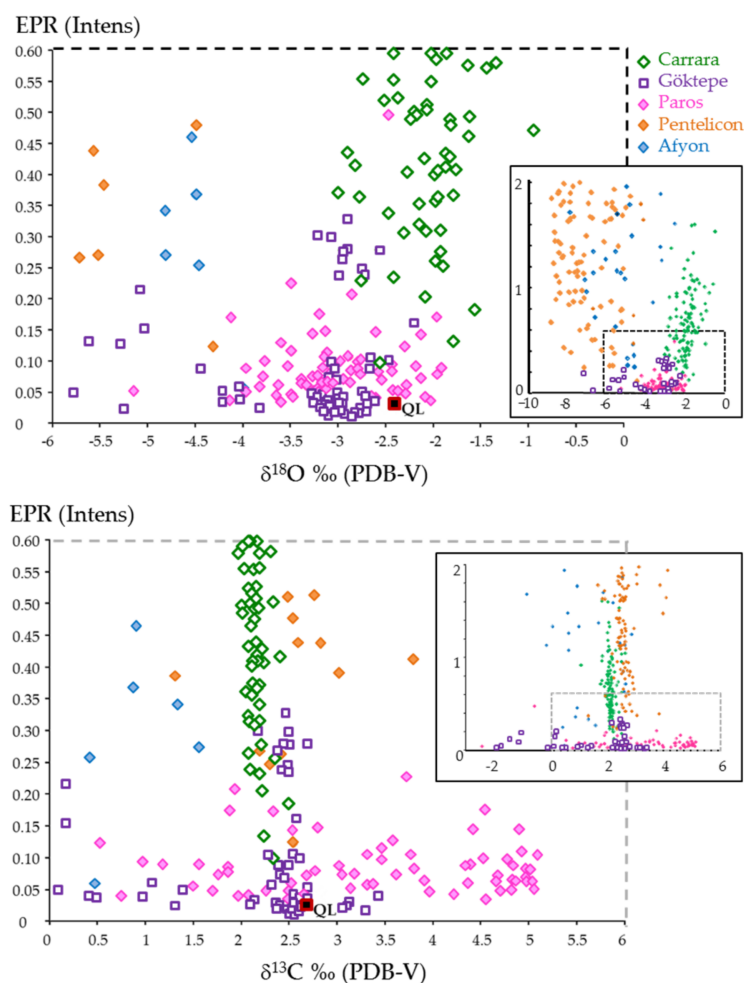 EPR (Intens)
0.60
0.55
0.50
0.45
0.40
0.35
0.30
0.25
0.20
0.15
0.10
0.05
0
-6 -5.5 -5 -4.5 -4 -3.5 -3 -2.5 -2 -1.5 -1 -0.5 0
δ¹⁸O ‰ (PDB-V)
QL
Carrara
Göktepe
Paros
Pentelicon
Afyon
2
1
0
-10 -8 -6 -4 -2 0
EPR (Intens)
0.60
0.55
0.50
0.45
0.40
0.35
0.30
0.25
0.20
0.15
0.10
0.05
0
0 0.5 1 1.5 2 2.5 3 3.5 4 4.5 5 5.5 6
δ¹³C ‰ (PDB-V)
QL
2
1
0
-2 0 2 4 6